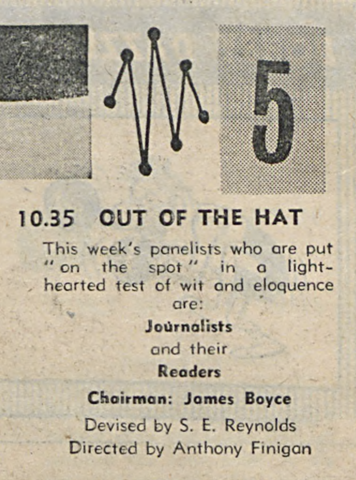 5
10.35 OUT OF THE HAT
This week's panelists who are put
"on the spot" in a light-
hearted test of wit and eloquence
are:
Journalists
and their
Readers
Chairman: James Boyce
Devised by S. E. Reynolds
Directed by Anthony Finigan